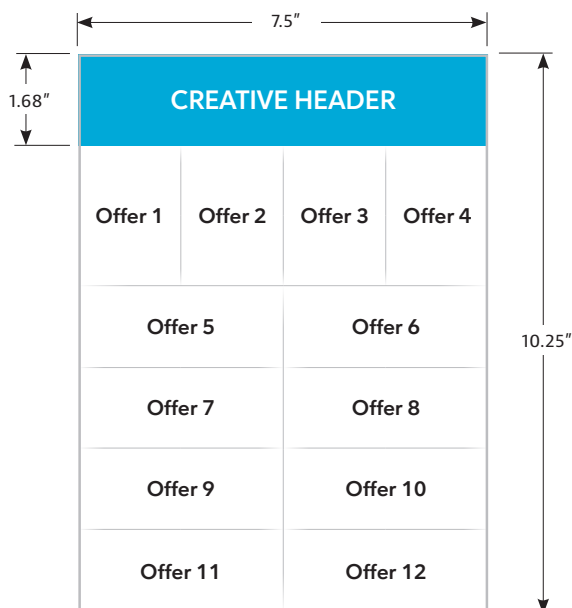 7.5″
1.68″
CREATIVE HEADER
Offer 1 Offer 2 Offer 3 Offer 4
Offer 5 Offer 6
10.25″
Offer 7 Offer 8
Offer 9 Offer 10
Offer 11 Offer 12